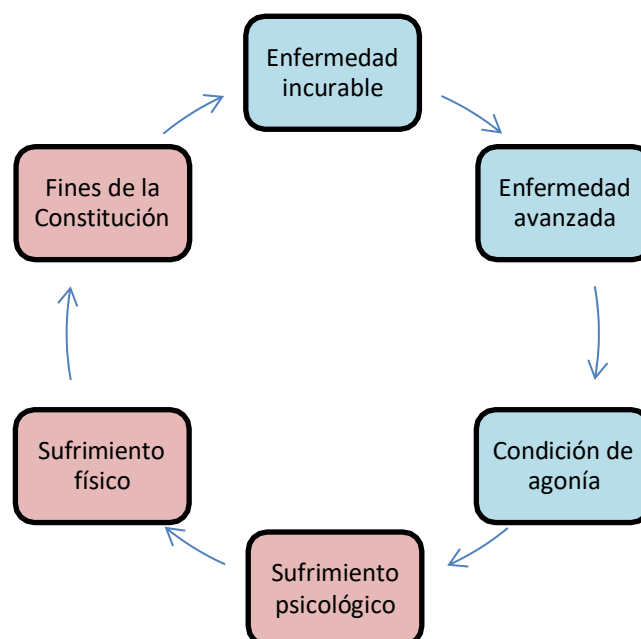 Enfermedad
incurable
Enfermedad
avanzada
Condición de
agonía
Sufrimiento
psicológico
Sufrimiento
físico
Fines de la
Constitución